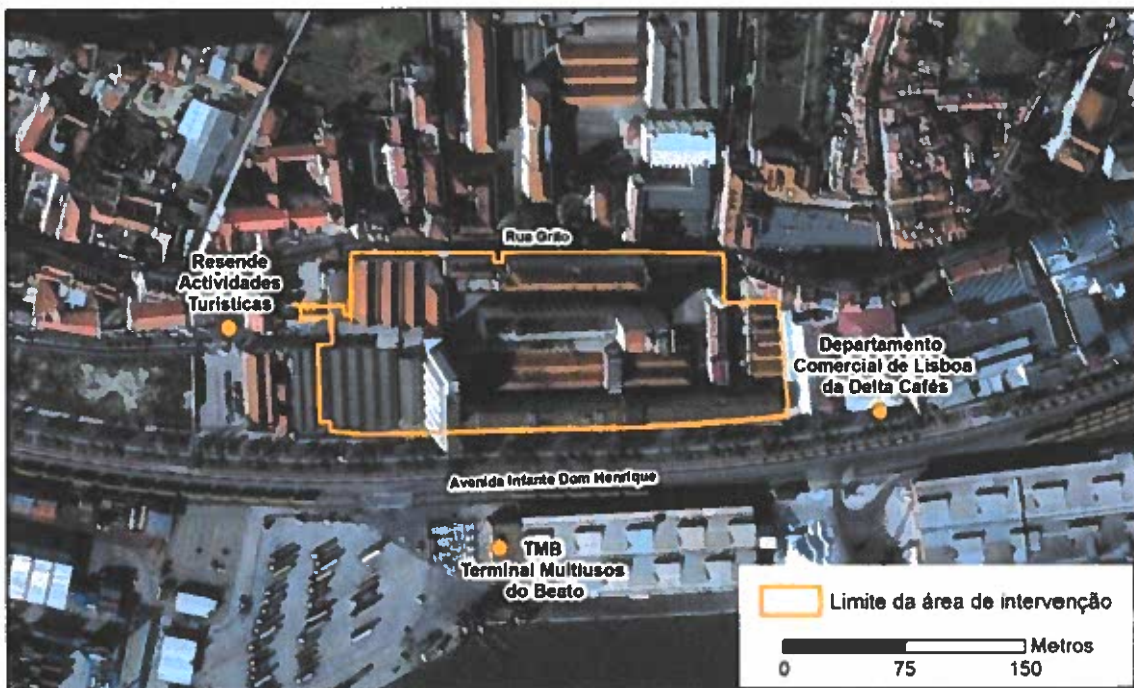 Rua Grilo
Resende
Actividades
Turísticas
Departamento
Comercial de Lisboa
da Delta Cafés
Avenida Infante Dom Henrique
TMB
Terminal Multiusos
do Beato
Limite da área de intervenção
Metros
0 75 150